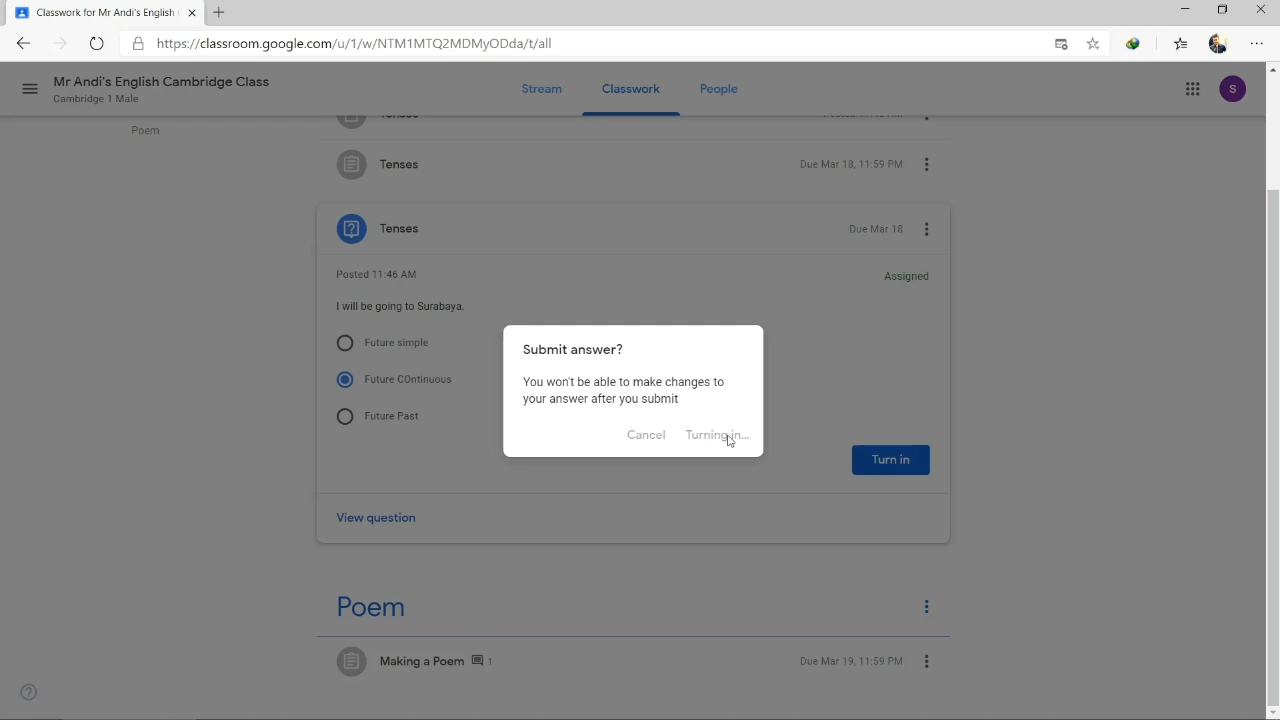 Classwork for Mr Andi's English
https://classroom.google.com/u/1/w/NTM1MTQ2MDMyODda/t/all
Mr Andi's English Cambridge Class
Cambridge 1 Male
Stream
Classwork
People
S
Poem
Tenses
Tenses
Due Mar 18, 11:59 PM
Tenses
Due Mar 18
Posted 11:46 AM
Assigned
I will be going to Surabaya.
Future simple
Future COntinuous
Future Past
Submit answer?
You won't be able to make changes to
your answer after you submit
Cancel
Turning in...
Turn in
View question
Poem
Making a Poem
1
Due Mar 19, 11:59 PM